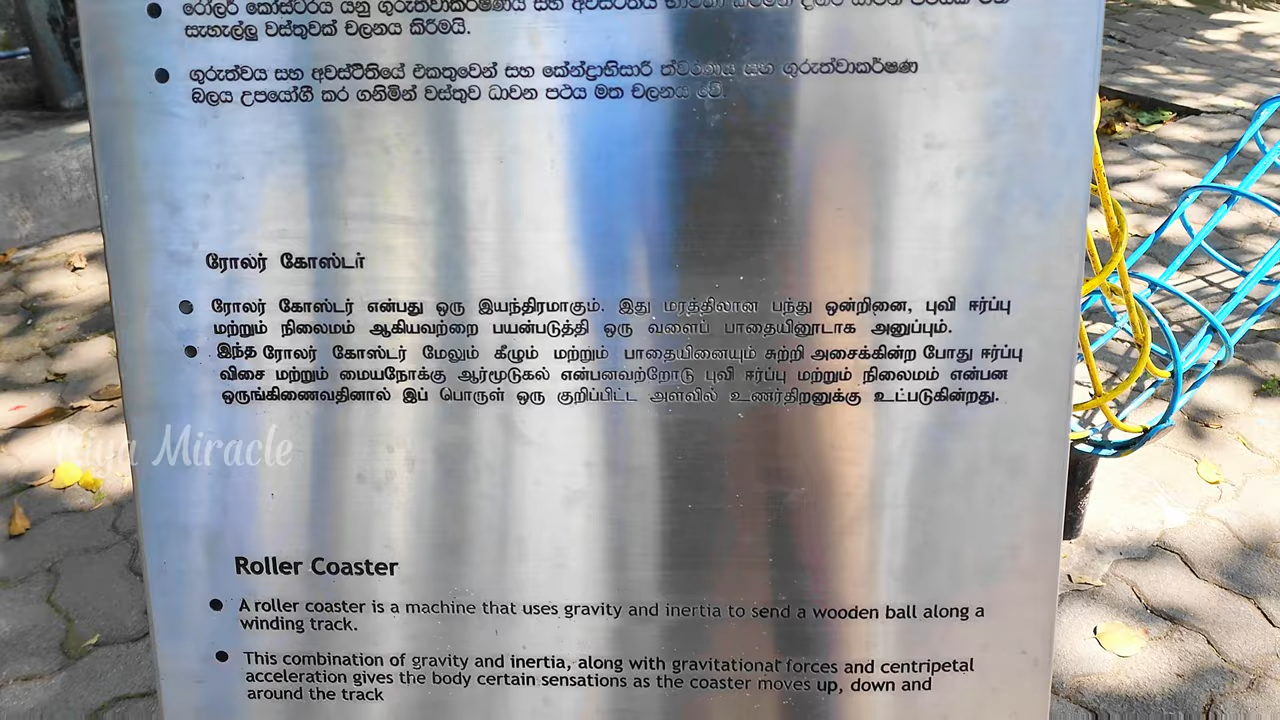 රෝලර් කෝස්ටරය යනු ගුරුත්වාකර්ෂණය සහ අවස්ථිතිය
සැහැල්ලු වස්තුවක් චලනය කිරීමයි.
ගුරුත්වය සහ අවස්ථිතියේ එකතුවෙන් සහ කේන්ද්‍රාභිසාරී ත්වරණය සහ ගුරුත්වාකර්ෂණ
බලය උපයෝගී කර ගනිමින් වස්තුව ධාවන පථය මත චලනය වේ.
ரோலர் கோஸ்டர்
ரோலர் கோஸ்டர் என்பது ஒரு இயந்திரமாகும். இது மரத்திலான பந்து ஒன்றினை, புவி ஈர்ப்பு
மற்றும் நிலைமம் ஆகியவற்றை பயன்படுத்தி ஒரு வளைப் பாதையினூடாக அனுப்பும்.
இந்த ரோலர் கோஸ்டர் மேலும் கீழும் மற்றும் பாதையினையும் சுற்றி அசைக்கின்ற போது ஈர்ப்பு
விசை மற்றும் மையநோக்கு ஆர்முடுகல் என்பனவற்றோடு புவி ஈர்ப்பு மற்றும் நிலைமம் என்பன
ஒருங்கிணைவதினால் இப் பொருள் ஒரு குறிப்பிட்ட அளவில் உணர்திறனுக்கு உட்படுகின்றது.
Riya Miracle
Roller Coaster
A roller coaster is a machine that uses gravity and inertia to send a wooden ball along a
winding track.
This combination of gravity and inertia, along with gravitational forces and centripetal
acceleration gives the body certain sensations as the coaster moves up, down and
around the track